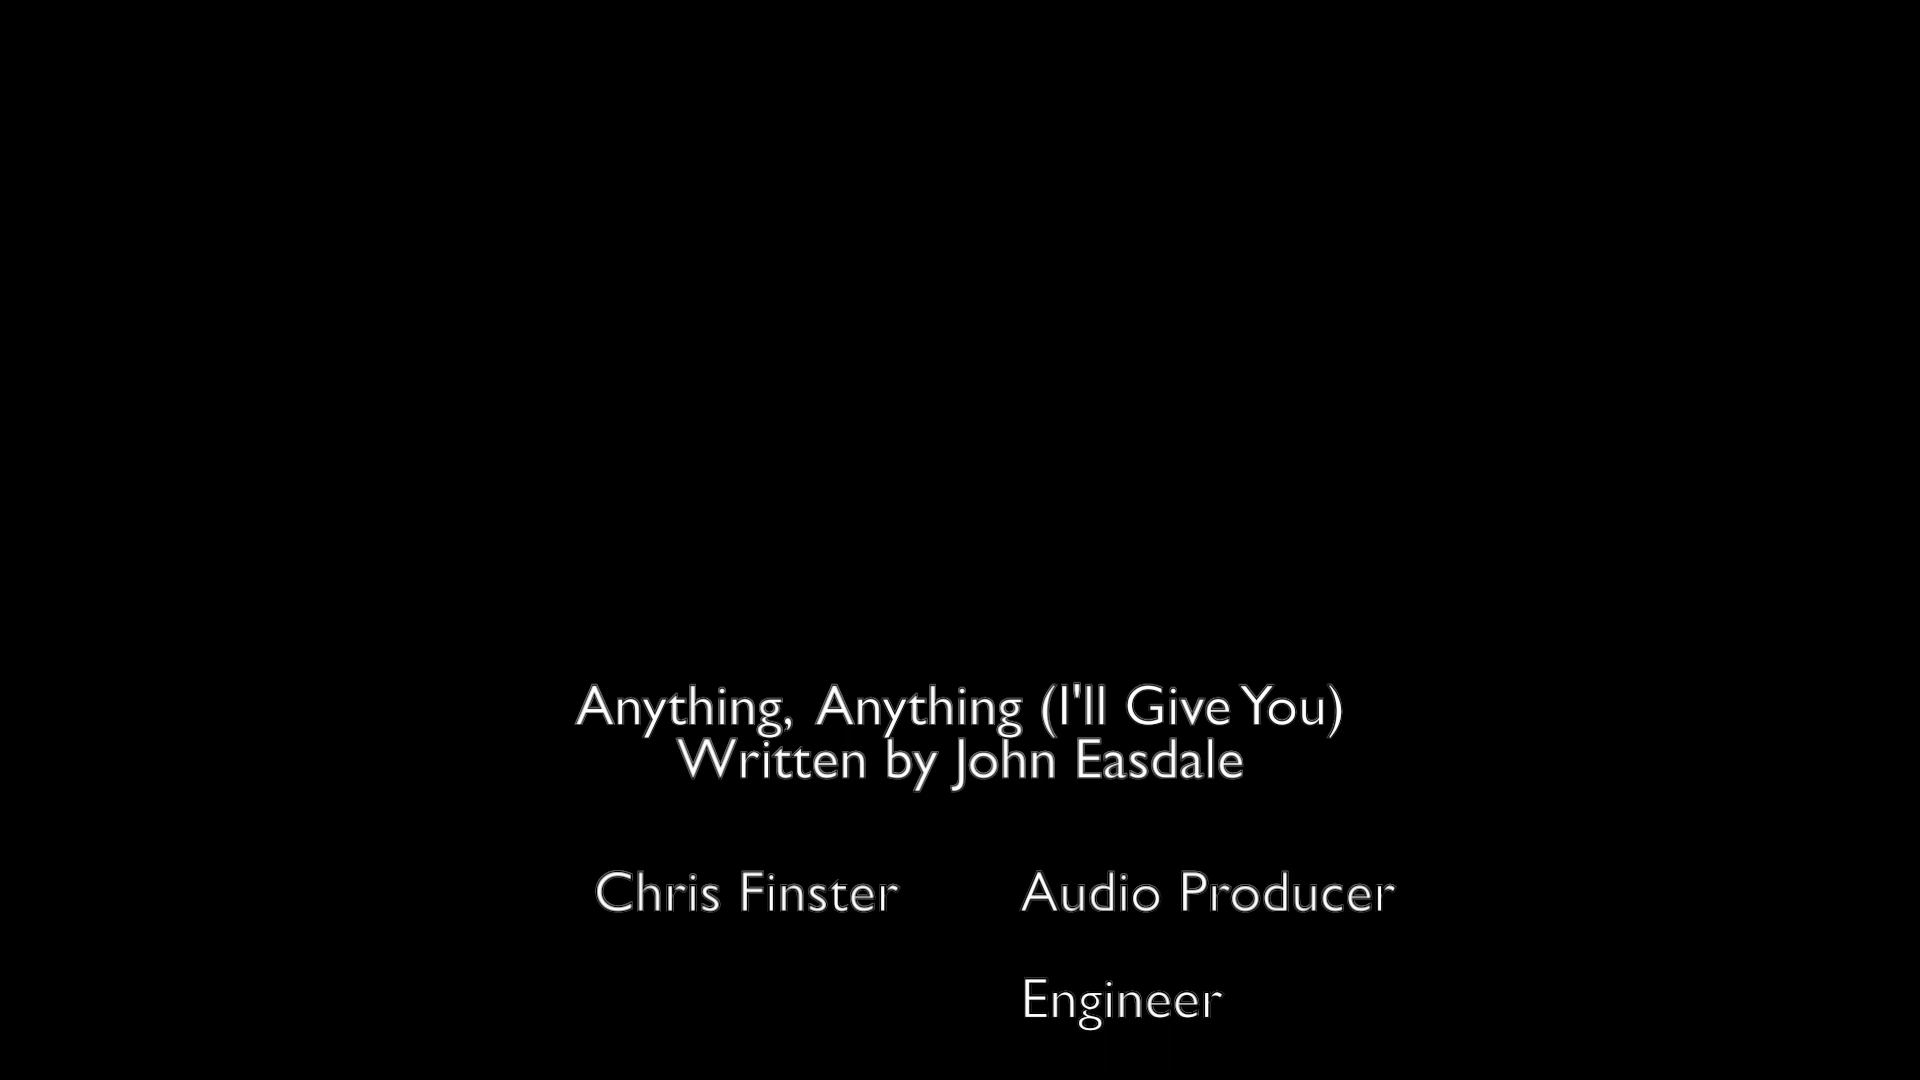 Anything, Anything (I'll Give You)
Written by John Easdale
Chris Finster Audio Producer
Engineer